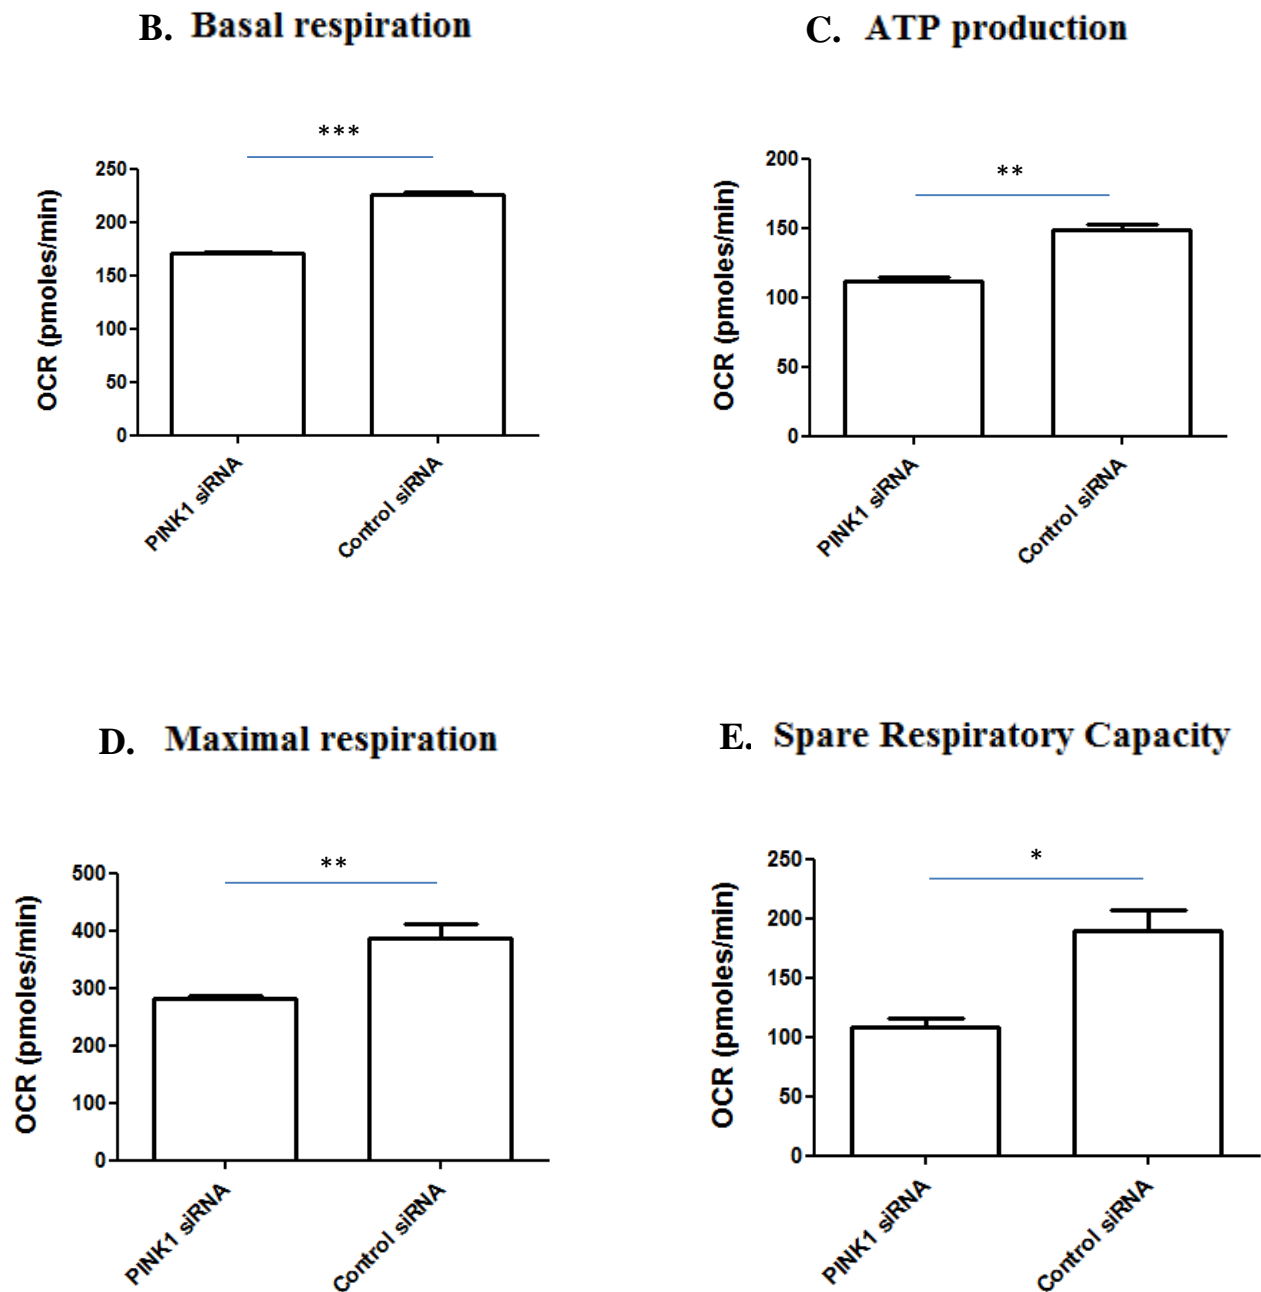 B. Basal respiration
***
250
200
150
100
50
0
OCR (pmoles/min)
PINK1 siRNA
Control siRNA
C. ATP production
**
200
150
100
50
0
OCR (pmoles/min)
PINK1 siRNA
Control siRNA
D. Maximal respiration
**
500
400
300
200
100
0
OCR (pmoles/min)
PINK1 siRNA
Control siRNA
E. Spare Respiratory Capacity
*
250
200
150
100
50
0
OCR (pmoles/min)
PINK1 siRNA
Control siRNA